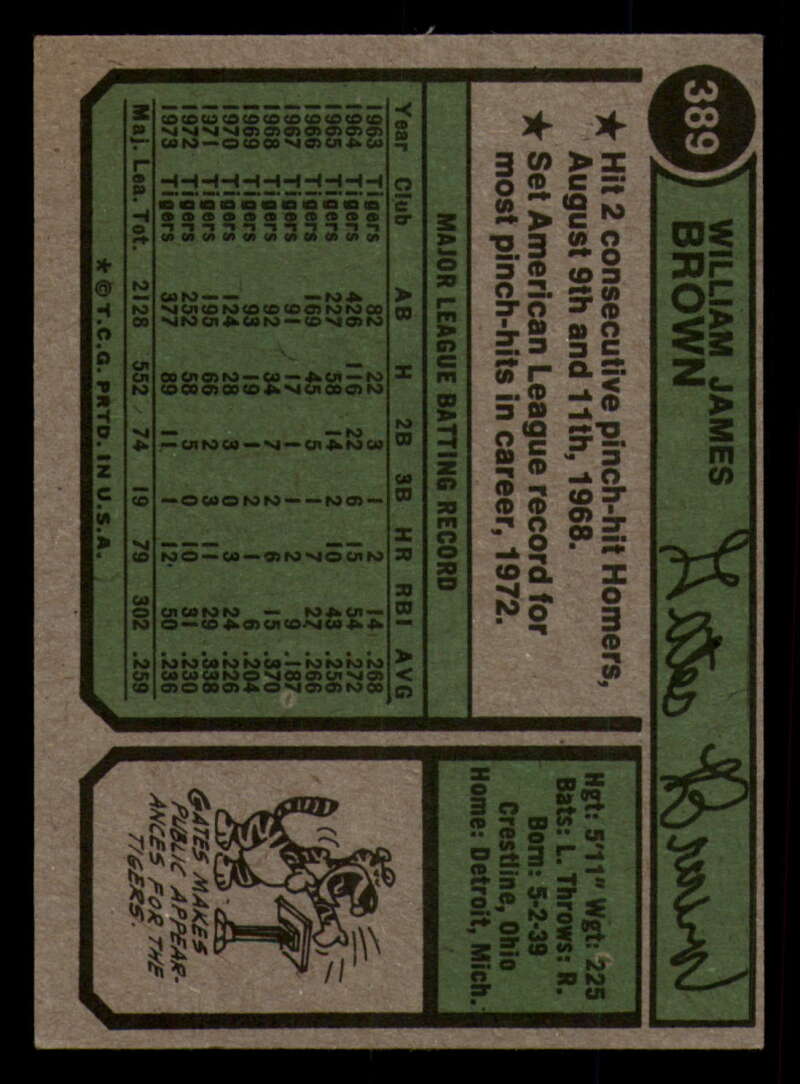 389
WILLIAM JAMES
BROWN
Gates Brown
★ Hit 2 consecutive pinch-hit Homers,
August 9th and 11th, 1968.
★ Set American League record for
most pinch-hits in career, 1972.
MAJOR LEAGUE BATTING RECORD
Year Club AB H 2B 3B HR RBI AVG
1963 Tigers 82 22 3 1 2 14 .268
1964 Tigers 426 116 22 6 15 54 .272
1965 Tigers 227 58 14 2 10 43 .256
1966 Tigers 169 45 5 1 7 27 .266
1967 Tigers 91 17 1 1 2 9 .187
1968 Tigers 92 34 7 2 6 15 .370
1969 Tigers 93 19 1 2 1 6 .204
1970 Tigers 124 28 3 0 3 24 .226
1971 Tigers 195 66 2 3 11 29 .338
1972 Tigers 252 58 5 0 10 31 .230
1973 Tigers 377 89 11 1 12 50 .236
Maj. Lea. Tot. 2128 552 74 19 79 302 .259
* © T.C.G. PRTD. IN U.S.A.
Hgt: 5'11" Wgt: 225
Bats: L. Throws: R.
Born: 5-2-39
Crestline, Ohio
Home: Detroit, Mich.
GATES MAKES
PUBLIC APPEAR-
ANCES FOR THE
TIGERS.